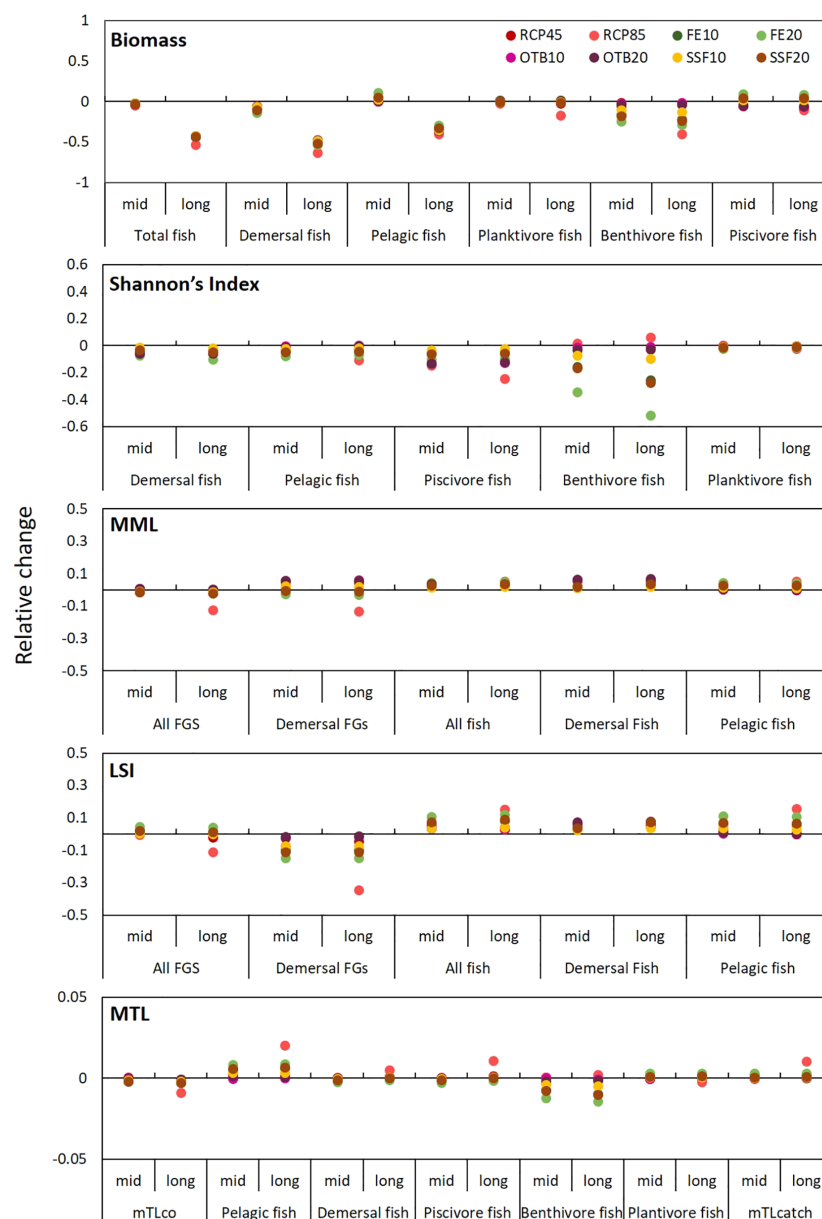 Biomass
RCP45 RCP85 FE10 FE20
OTB10 OTB20 SSF10 SSF20
1
0.5
0
-0.5
-1
mid long mid long mid long mid long mid long mid long
Total fish Demersal fish Pelagic fish Planktivore fish Benthivore fish Piscivore fish
Shannon's Index
0.6
0.4
0.2
0
-0.2
-0.4
-0.6
mid long mid long mid long mid long mid long
Demersal fish Pelagic fish Piscivore fish Benthivore fish Planktivore fish
Relative change
MML
0.5
0.3
0.1
-0.1
-0.3
-0.5
mid long mid long mid long mid long mid long
All FGS Demersal FGs All fish Demersal Fish Pelagic fish
LSI
0.5
0.3
0.1
-0.1
-0.3
-0.5
mid long mid long mid long mid long mid long
All FGS Demersal FGs All fish Demersal Fish Pelagic fish
MTL
0.05
0
-0.05
mid long mid long mid long mid long mid long mid long mid long
mTLco Pelagic fish Demersal fish Piscivore fish Benthivore fish Plantivore fish mTLcatch